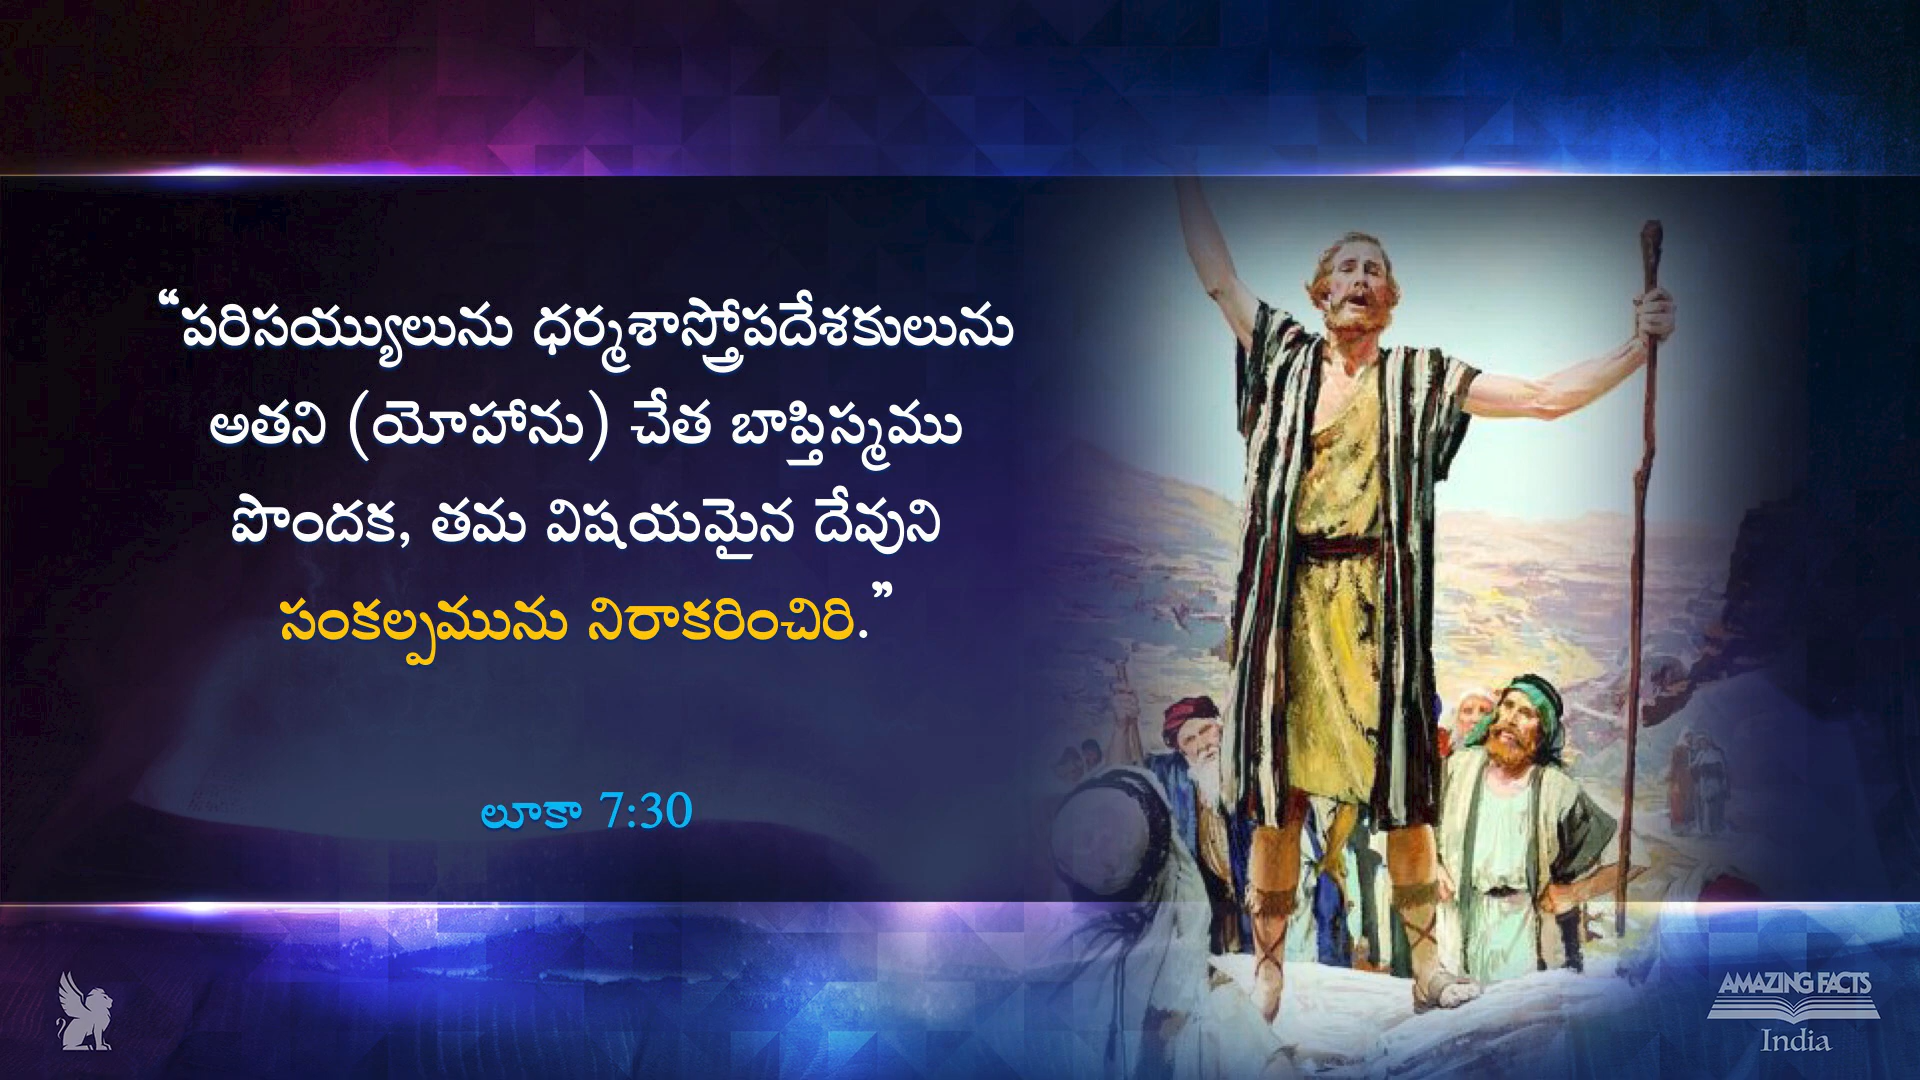 “పరిసయ్యులును ధర్మశాస్త్రోపదేశకులును
అతని (యోహాను) చేత బాప్తిస్మము
పొందక, తమ విషయమైన దేవుని
సంకల్పమును నిరాకరించిరి.”
లూకా 7:30
AMAZING FACTS
India